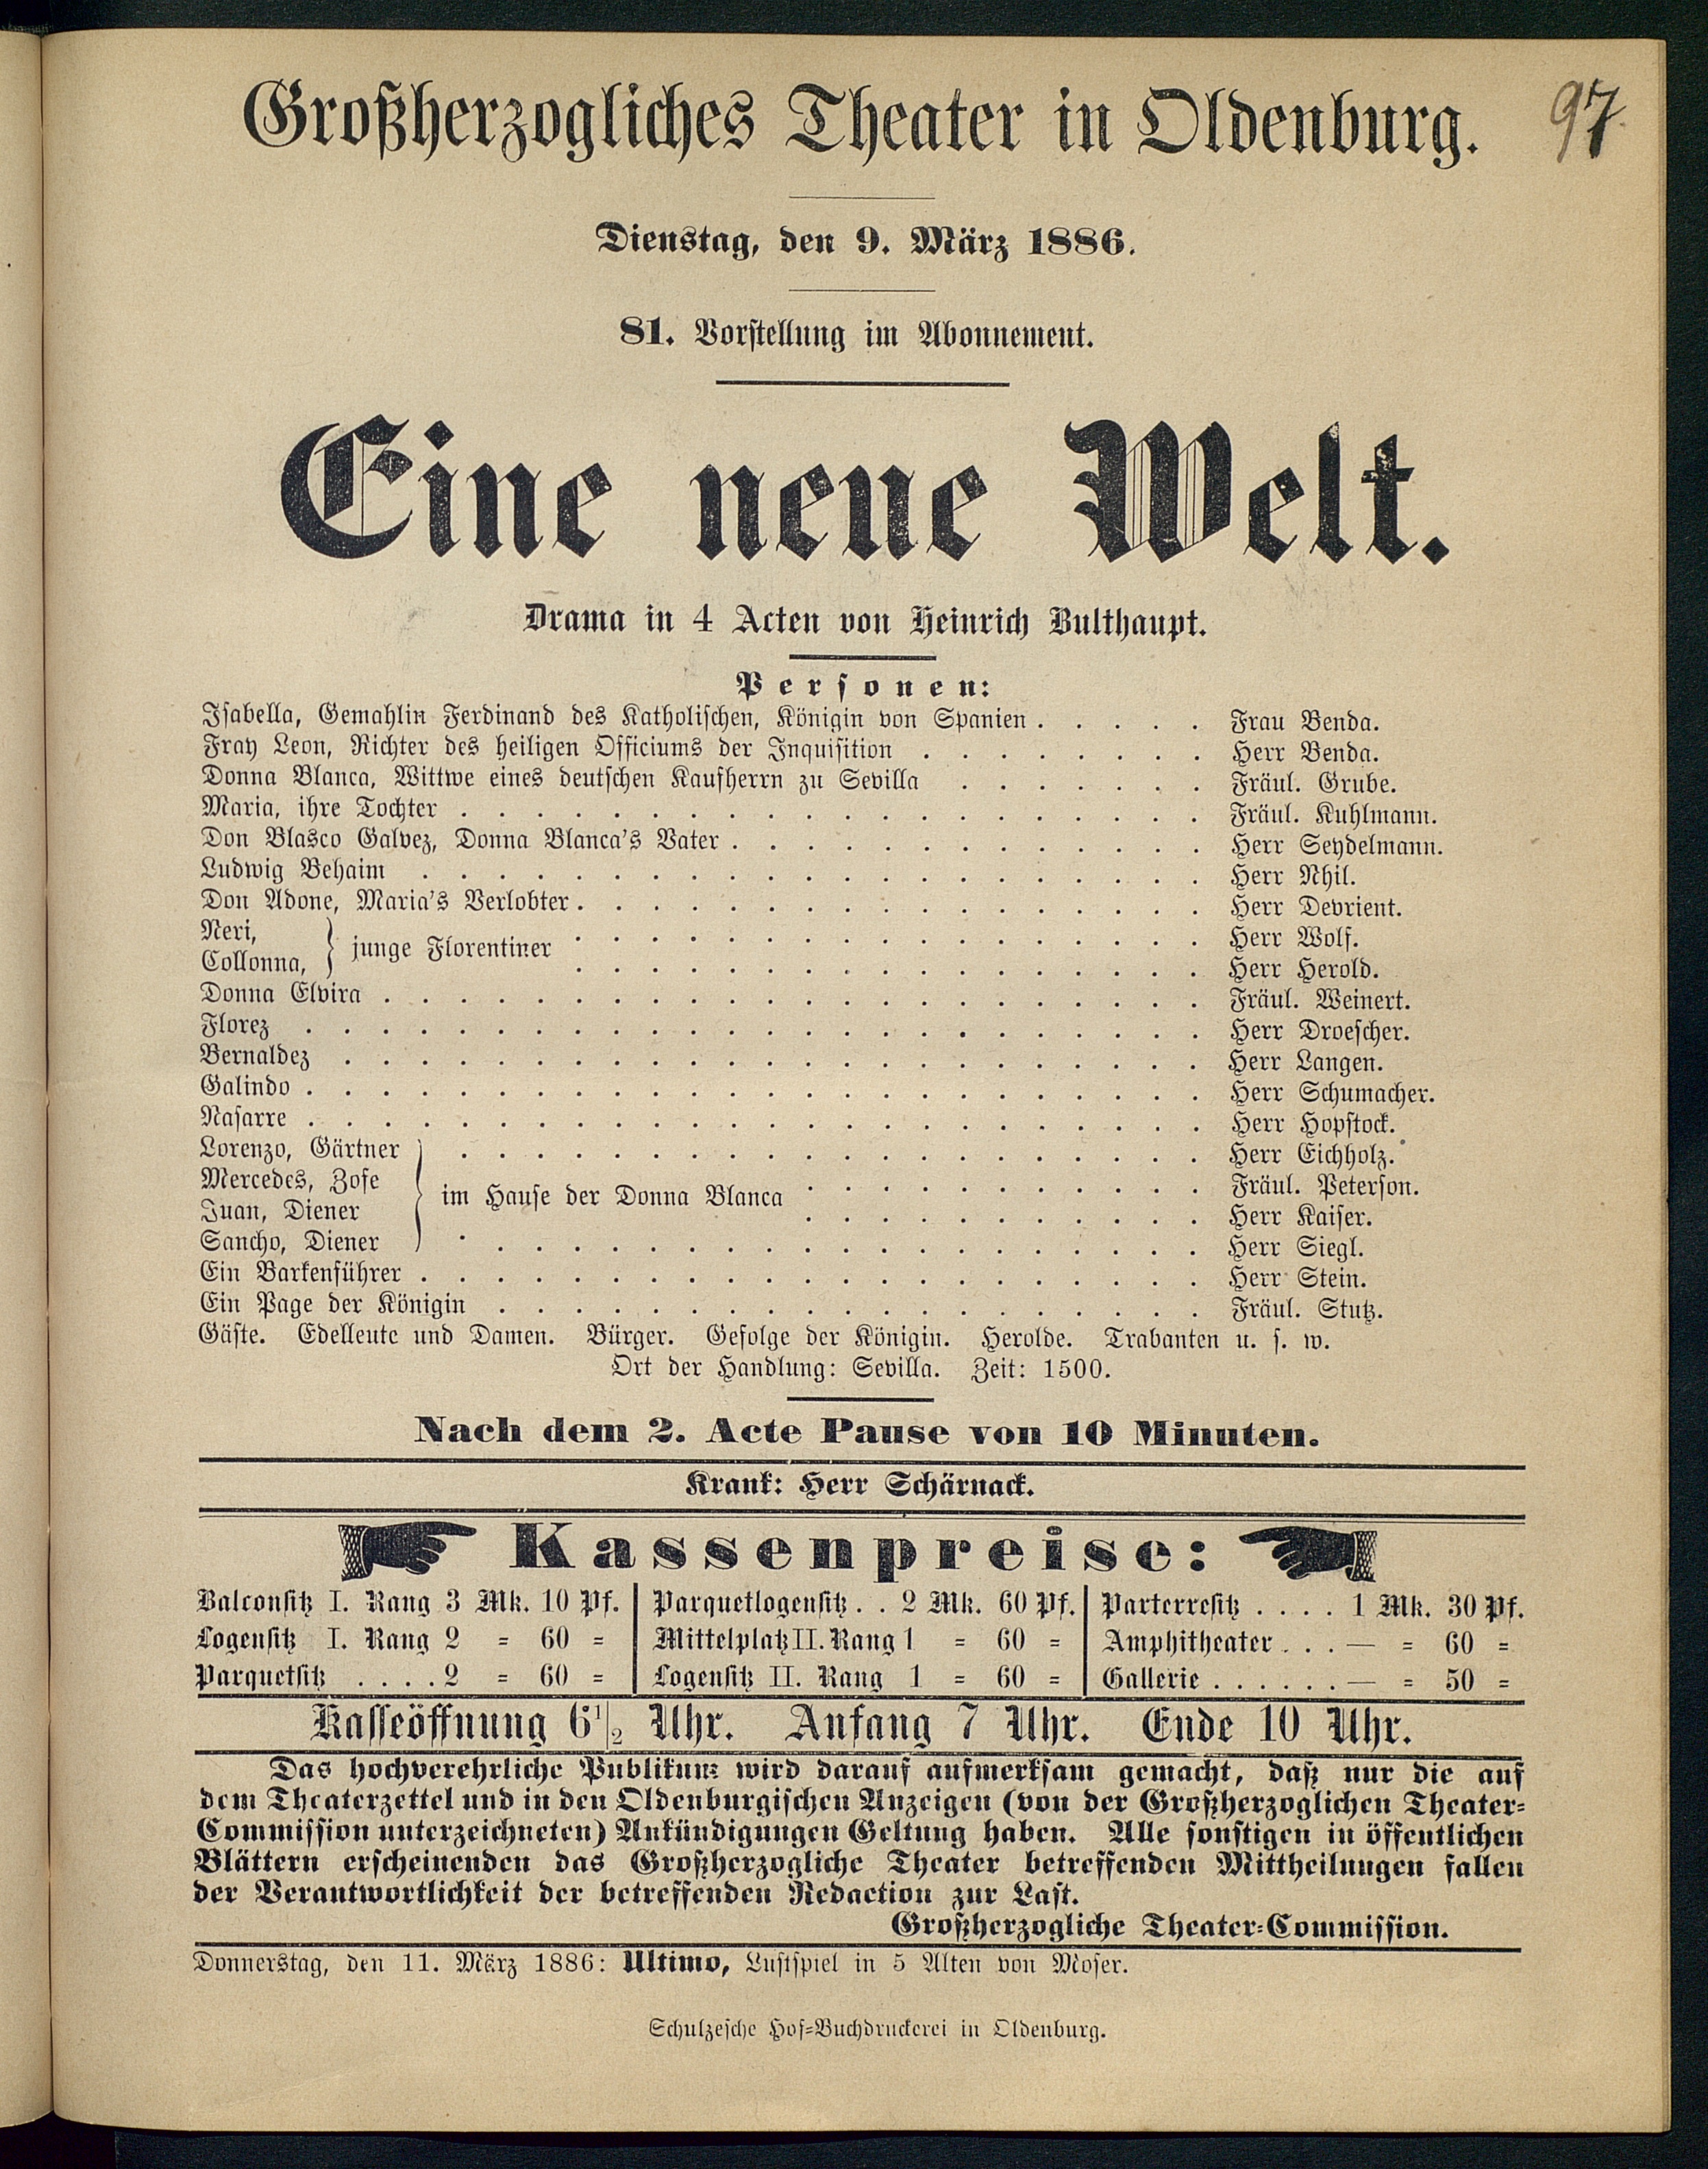 Großherzogliches Theater in Oldenburg.
97
Dienstag, den 9. März 1886.
81. Vorstellung im Abonnement.
Eine neue Welt.
Drama in 4 Acten von Heinrich Bulthaupt.
Personen:
Isabella, Gemahlin Ferdinand des Katholischen, Königin von Spanien . . . . . Frau Benda.
Fray Leon, Richter des heiligen Officiums der Inquisition . . . . . . . . Herr Benda.
Donna Blanca, Wittwe eines deutschen Kaufherrn zu Sevilla . . . . . . . Fräul. Grube.
Maria, ihre Tochter . . . . . . . . . . . . . . . . . . . . Fräul. Kuhlmann.
Don Blasco Galvez, Donna Blanca's Vater . . . . . . . . . . . . . Herr Seydelmann.
Ludwig Behaim . . . . . . . . . . . . . . . . . . . . . Herr Nhil.
Don Adone, Maria's Verlobter . . . . . . . . . . . . . . . . . Herr Devrient.
Neri, } junge Florentiner . . . . . . . . . . . . . . . . . Herr Wolf.
Collonna, . . . . . . . . . . . . . . . . . Herr Herold.
Donna Elvira . . . . . . . . . . . . . . . . . . . . . . Fräul. Weinert.
Florez . . . . . . . . . . . . . . . . . . . . . . . . Herr Droescher.
Bernaldez . . . . . . . . . . . . . . . . . . . . . . . Herr Langen.
Galindo . . . . . . . . . . . . . . . . . . . . . . . . Herr Schumacher.
Nasarre . . . . . . . . . . . . . . . . . . . . . . . . Herr Hopstock.
Lorenzo, Gärtner . . . . . . . . . . . . . . . . . . . . Herr Eichholz.
Mercedes, Zofe } im Hause der Donna Blanca . . . . . . . . . . . Fräul. Peterson.
Juan, Diener . . . . . . . . . . . Herr Kaiser.
Sancho, Diener . . . . . . . . . . . . . . . . . . . . Herr Siegl.
Ein Barkenführer . . . . . . . . . . . . . . . . . . . . . Herr Stein.
Ein Page der Königin . . . . . . . . . . . . . . . . . . . Fräul. Stutz.
Gäste. Edelleute und Damen. Bürger. Gefolge der Königin. Herolde. Trabanten u. s. w.
Ort der Handlung: Sevilla. Zeit: 1500.
Nach dem 2. Acte Pause von 10 Minuten.
Krank: Herr Schärnack.
Kassenpreise:
Balconsitz I. Rang 3 Mk. 10 Pf. Parquetlogensitz . . 2 Mk. 60 Pf. Parterresitz . . . . 1 Mk. 30 Pf.
Logensitz I. Rang 2 = 60 = Mittelplatz II. Rang 1 = 60 = Amphitheater . . . — = 60 =
Parquetsitz . . . . 2 = 60 = Logensitz II. Rang 1 = 60 = Gallerie . . . . . . — = 50 =
Kasseöffnung 6 1/2 Uhr. Anfang 7 Uhr. Ende 10 Uhr.
Das hochverehrliche Publikum wird darauf aufmerksam gemacht, daß nur die auf
dem Theaterzettel und in den Oldenburgischen Anzeigen (von der Großherzoglichen Theater=
Commission unterzeichneten) Ankündigungen Geltung haben. Alle sonstigen in öffentlichen
Blättern erscheinenden das Großherzogliche Theater betreffenden Mittheilungen fallen
der Verantwortlichkeit der betreffenden Redaction zur Last.
Großherzogliche Theater=Commission.
Donnerstag, den 11. März 1886: Ultimo, Lustspiel in 5 Akten von Moser.
Schulzesche Hof=Buchdruckerei in Oldenburg.